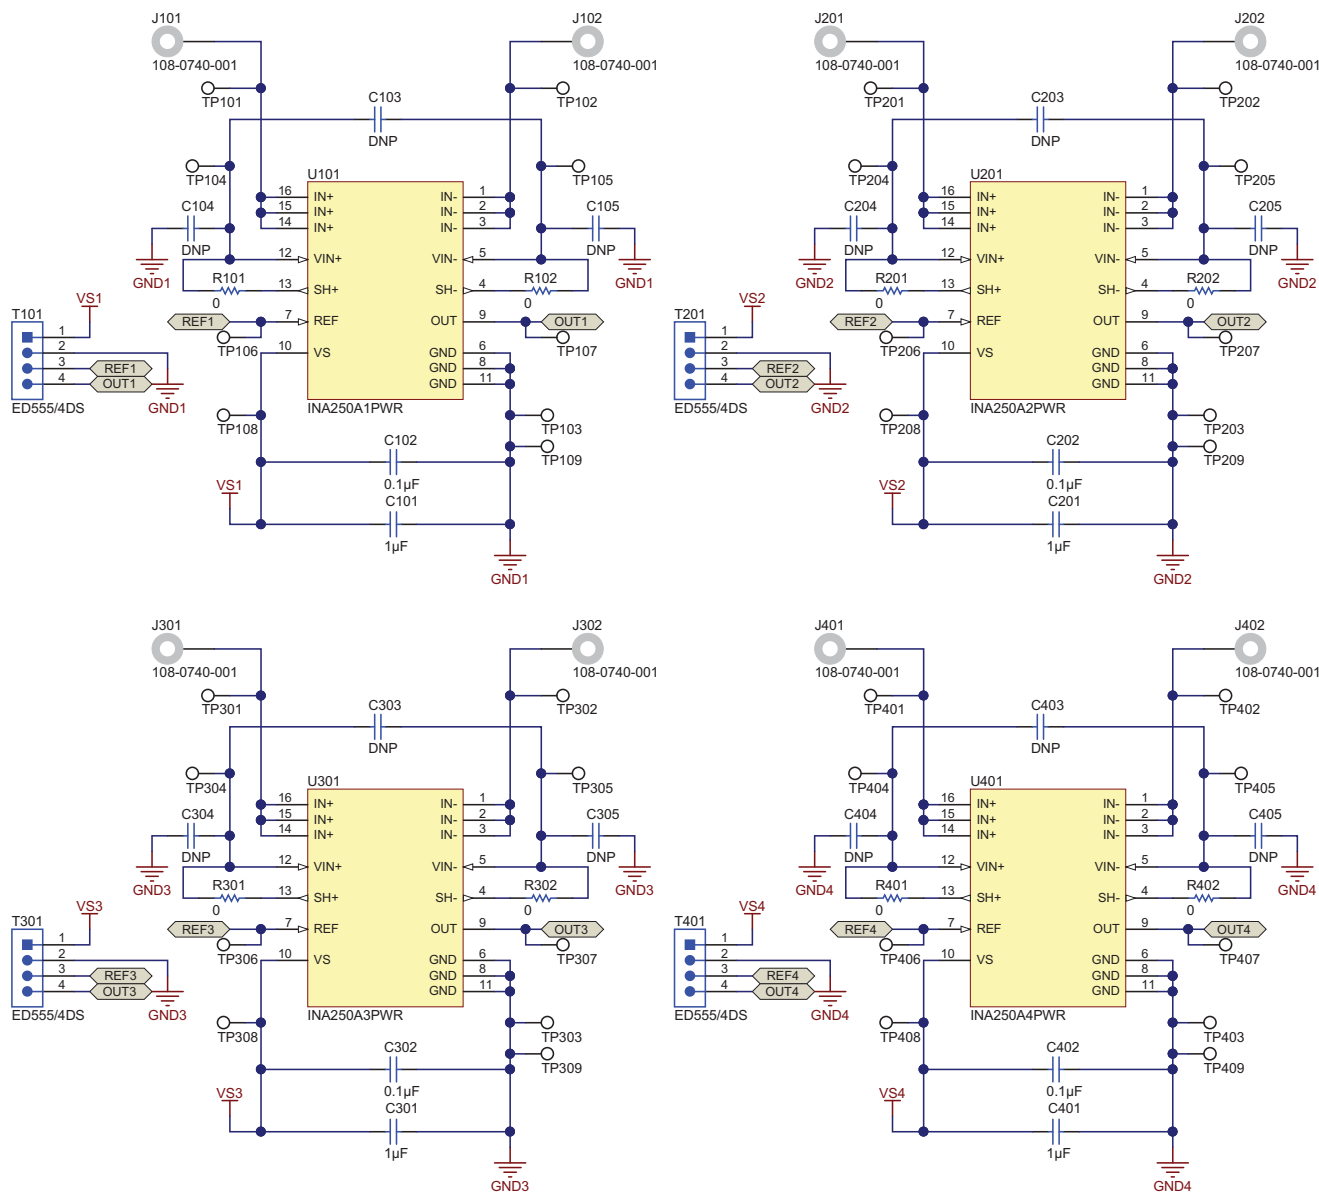 J101
108-0740-001
TP101
J102
108-0740-001
TP102
C103
DNP
TP104
TP105
C104
DNP
GND1
C105
DNP
GND1
U101
16 IN+
15 IN+
14 IN+
12 VIN+
13 SH+
7 REF
10 VS
IN- 1
IN- 2
IN- 3
VIN- 5
SH- 4
OUT 9
GND 6
GND 8
GND 11
INA250A1PWR
R101
0
R102
0
REF1
TP106
OUT1
TP107
T101
VS1
1
2
3 REF1
4 OUT1
ED555/4DS
GND1
TP108
TP103
TP109
C102
0.1µF
VS1
C101
1µF
GND1
J201
108-0740-001
TP201
J202
108-0740-001
TP202
C203
DNP
TP204
TP205
C204
DNP
GND2
C205
DNP
GND2
U201
16 IN+
15 IN+
14 IN+
12 VIN+
13 SH+
7 REF
10 VS
IN- 1
IN- 2
IN- 3
VIN- 5
SH- 4
OUT 9
GND 6
GND 8
GND 11
INA250A2PWR
R201
0
R202
0
REF2
TP206
OUT2
TP207
T201
VS2
1
2
3 REF2
4 OUT2
ED555/4DS
GND2
TP208
TP203
TP209
C202
0.1µF
VS2
C201
1µF
GND2
J301
108-0740-001
TP301
J302
108-0740-001
TP302
C303
DNP
TP304
TP305
C304
DNP
GND3
C305
DNP
GND3
U301
16 IN+
15 IN+
14 IN+
12 VIN+
13 SH+
7 REF
10 VS
IN- 1
IN- 2
IN- 3
VIN- 5
SH- 4
OUT 9
GND 6
GND 8
GND 11
INA250A3PWR
R301
0
R302
0
REF3
TP306
OUT3
TP307
T301
VS3
1
2
3 REF3
4 OUT3
ED555/4DS
GND3
TP308
TP303
TP309
C302
0.1µF
VS3
C301
1µF
GND3
J401
108-0740-001
TP401
J402
108-0740-001
TP402
C403
DNP
TP404
TP405
C404
DNP
GND4
C405
DNP
GND4
U401
16 IN+
15 IN+
14 IN+
12 VIN+
13 SH+
7 REF
10 VS
IN- 1
IN- 2
IN- 3
VIN- 5
SH- 4
OUT 9
GND 6
GND 8
GND 11
INA250A4PWR
R401
0
R402
0
REF4
TP406
OUT4
TP407
T401
VS4
1
2
3 REF4
4 OUT4
ED555/4DS
GND4
TP408
TP403
TP409
C402
0.1µF
VS4
C401
1µF
GND4